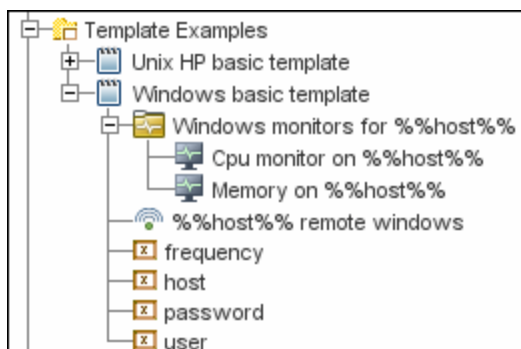 Template Examples
Unix HP basic template
Windows basic template
Windows monitors for %%host%%
Cpu monitor on %%host%%
Memory on %%host%%
%%host%% remote windows
frequency
host
password
user